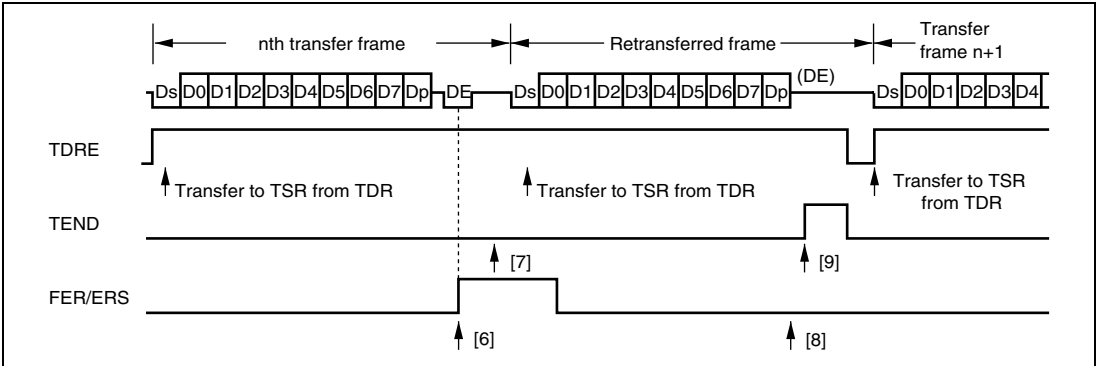 nth transfer frame
Retransferred frame
Transfer
frame n+1
(DE)
Ds D0 D1 D2 D3 D4 D5 D6 D7 Dp DE Ds D0 D1 D2 D3 D4 D5 D6 D7 Dp Ds D0 D1 D2 D3 D4
TDRE
Transfer to TSR from TDR
Transfer to TSR from TDR
Transfer to TSR
from TDR
TEND
[7]
[9]
FER/ERS
[6]
[8]